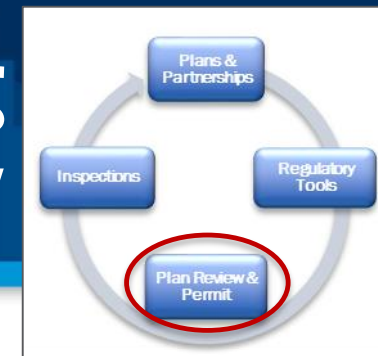 Plans &
Partnerships
Regulatory
Tools
Plan Review &
Permit
Inspections